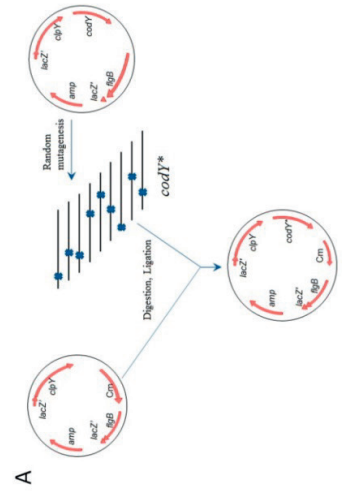 A
lacZ'
clpY
Cm
flgB
lacZ'
amp
lacZ'
clpY
codY
flgB
lacZ'
amp
Random
mutagenesis
codY*
Digestion, Ligation
lacZ'
clpY
codY*
Cm
flgB
lacZ'
amp